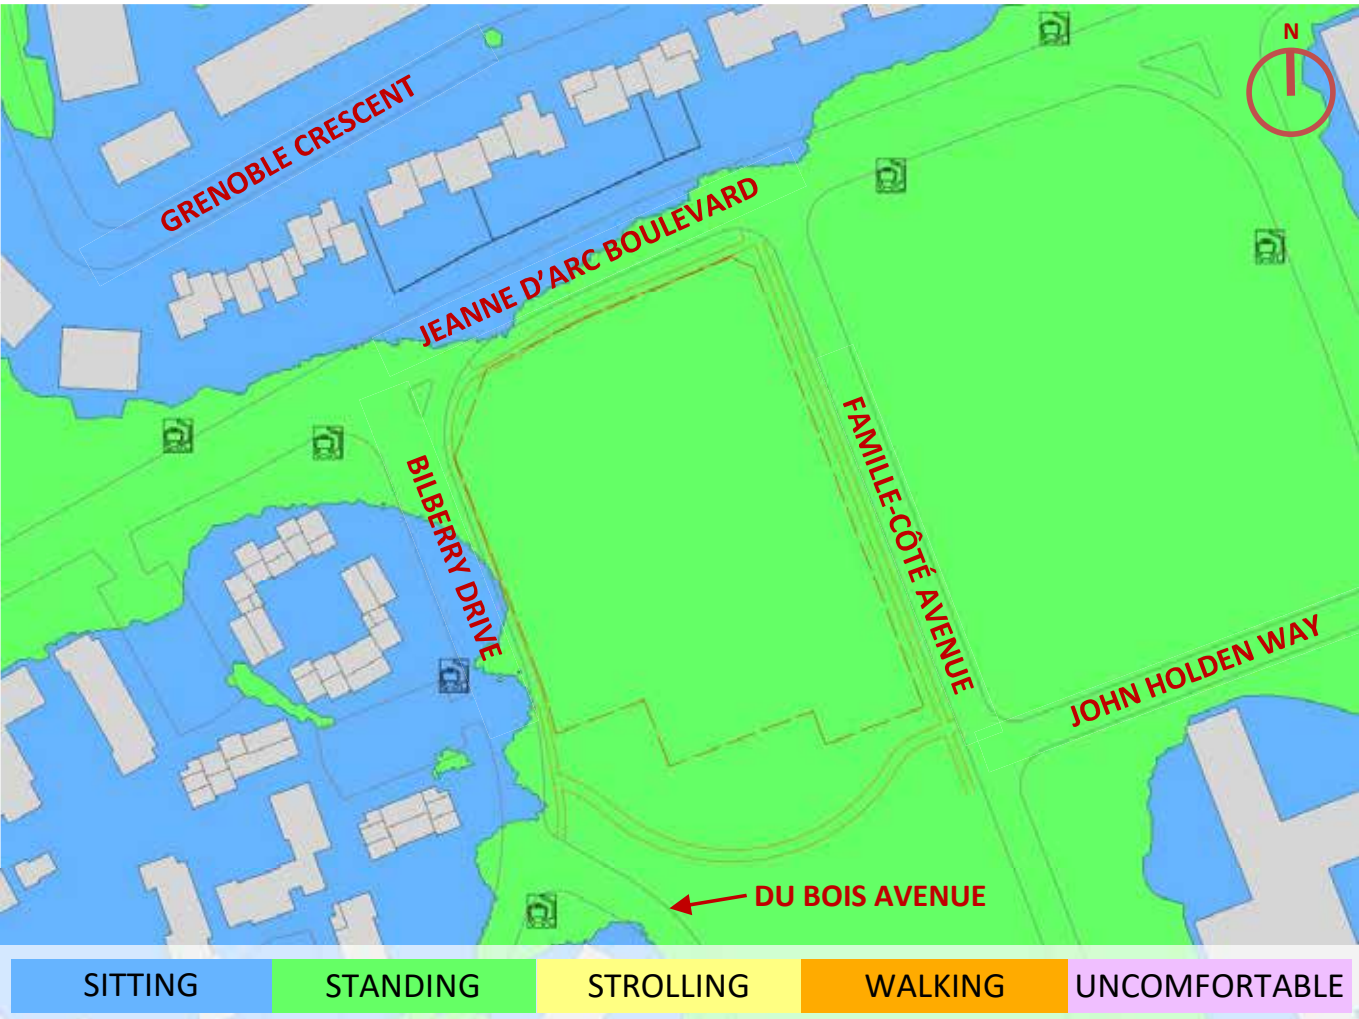 N
GRENOBLE CRESCENT
JEANNE D'ARC BOULEVARD
BILBERRY DRIVE
FAMILLE-CÔTÉ AVENUE
JOHN HOLDEN WAY
DU BOIS AVENUE
SITTING
STANDING
STROLLING
WALKING
UNCOMFORTABLE